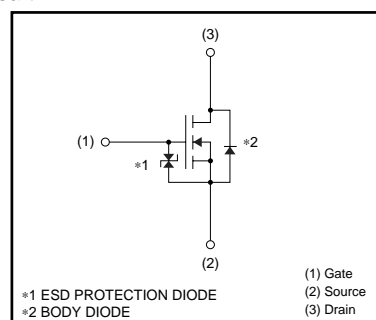 (3)
(1)
∗1
∗2
(2)
∗1 ESD PROTECTION DIODE
∗2 BODY DIODE
(1) Gate
(2) Source
(3) Drain